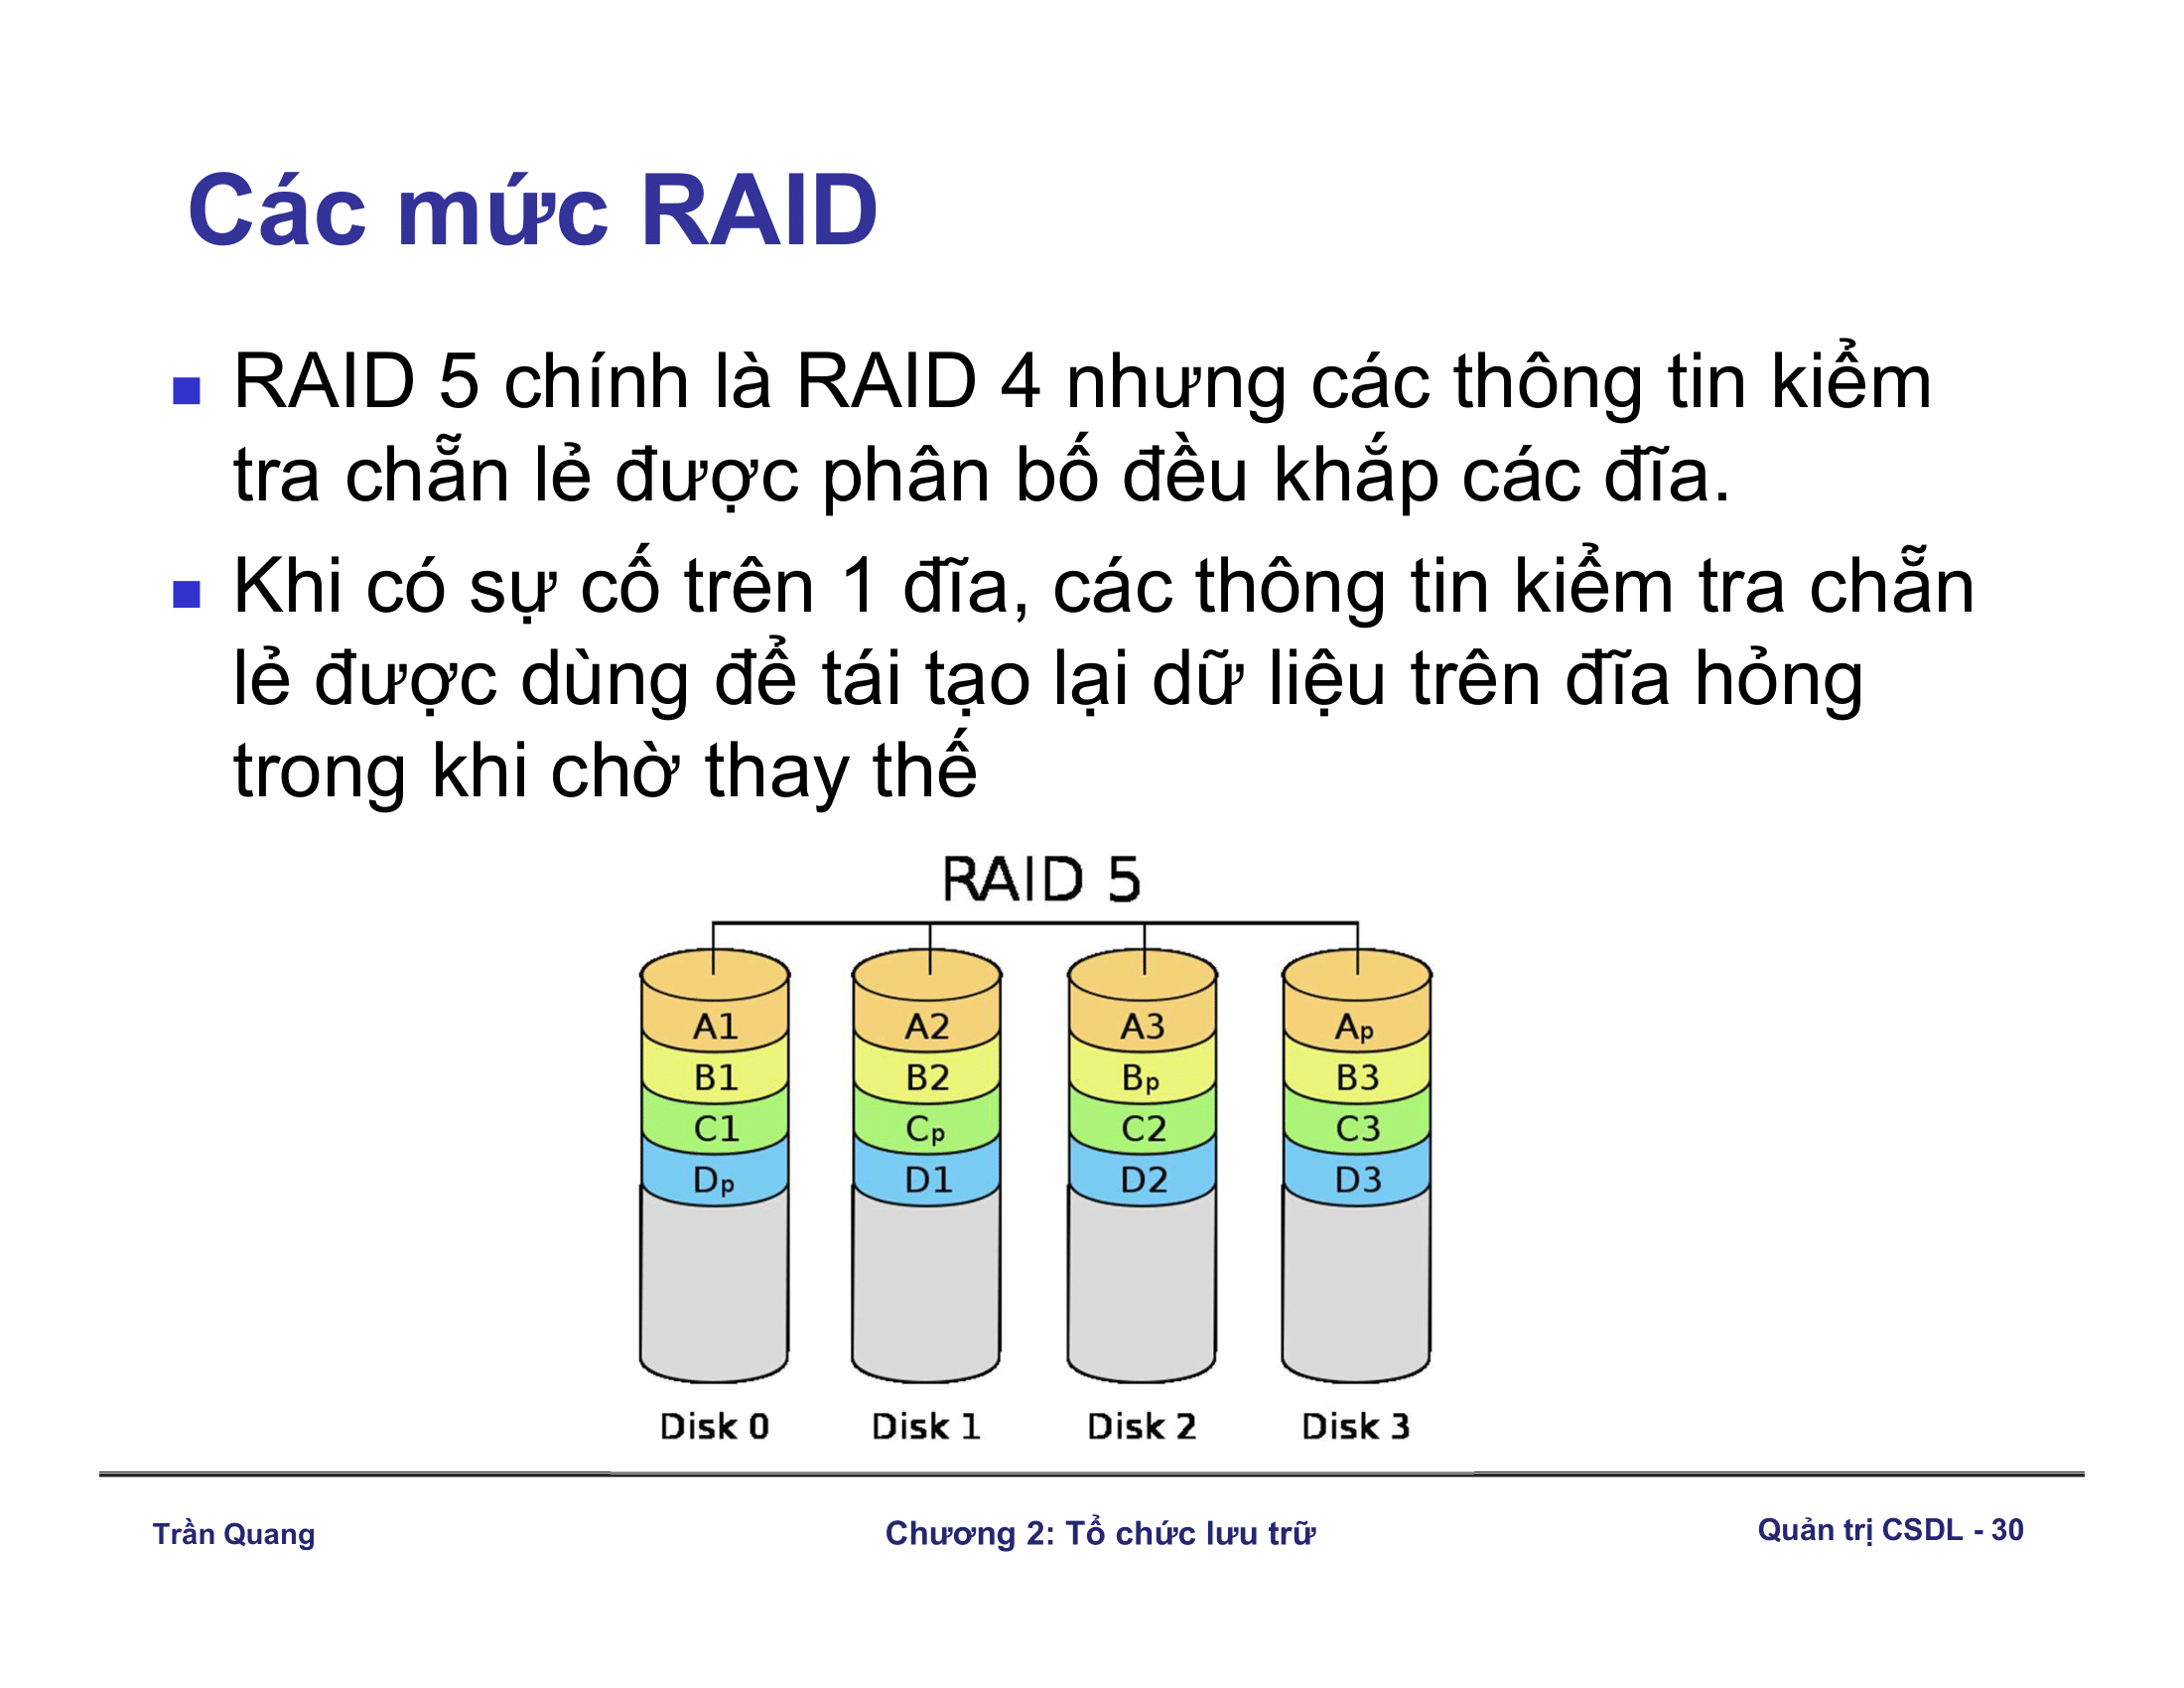 Các mức RAID
RAID 5 chính là RAID 4 nhưng các thông tin kiểm
tra chẵn lẻ được phân bố đều khắp các đĩa.
Khi có sự cố trên 1 đĩa, các thông tin kiểm tra chẵn
lẻ được dùng để tái tạo lại dữ liệu trên đĩa hỏng
trong khi chờ thay thế
RAID 5
A1 A2 A3 Ap
B1 B2 Bp B3
C1 Cp C2 C3
Dp D1 D2 D3
Disk 0 Disk 1 Disk 2 Disk 3
Trần Quang Chương 2: Tổ chức lưu trữ Quản trị CSDL - 30